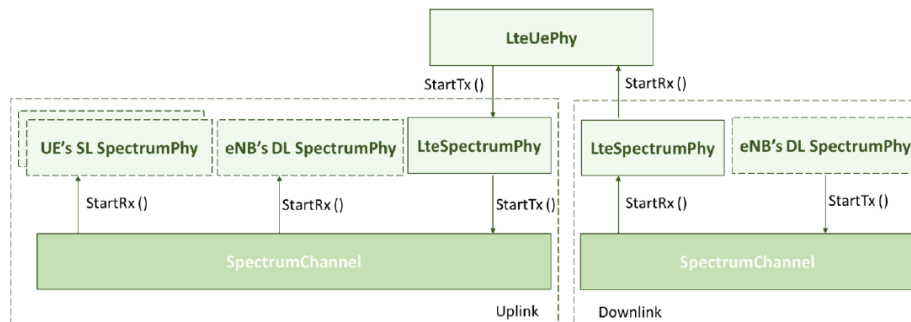 LteUePhy
StartTx ()
StartRx ()
UE's SL SpectrumPhy
eNB's DL SpectrumPhy
LteSpectrumPhy
LteSpectrumPhy
eNB's DL SpectrumPhy
StartRx ()
StartRx ()
StartTx ()
StartRx ()
StartTx ()
SpectrumChannel
SpectrumChannel
Uplink
Downlink